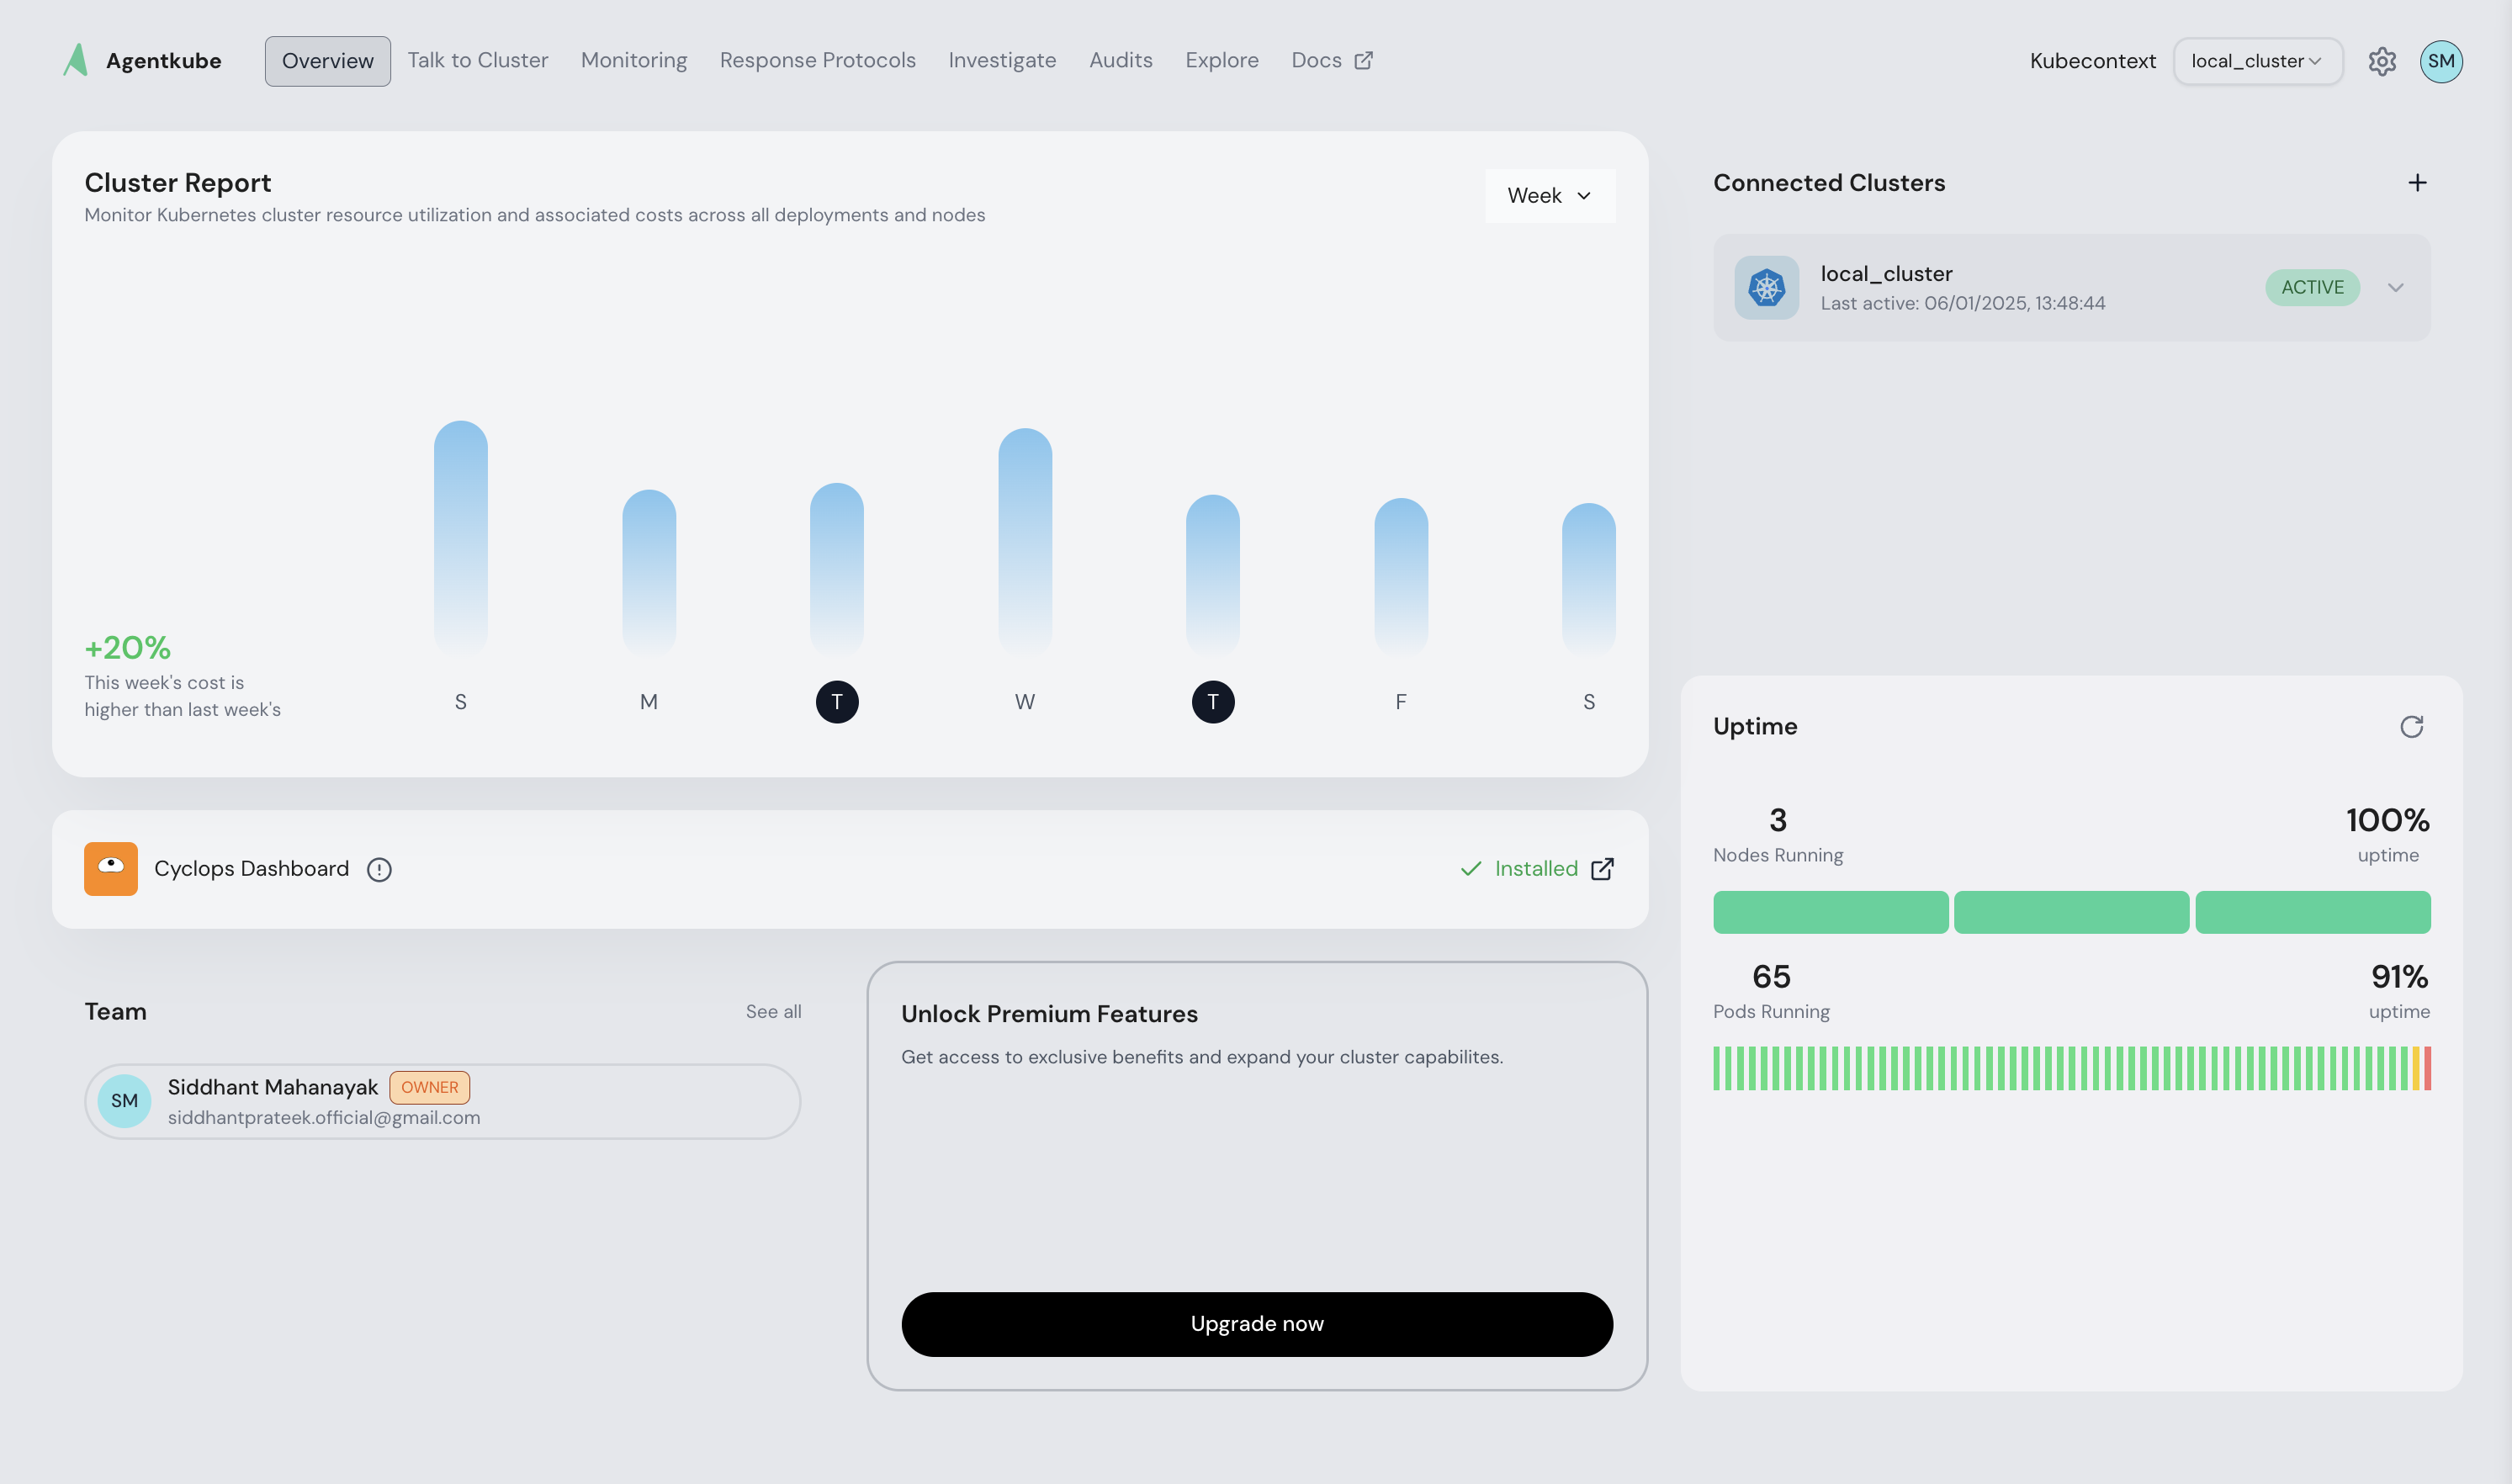 Agentkube
Overview
Talk to Cluster
Monitoring
Response Protocols
Investigate
Audits
Explore
Docs
Kubecontext
local_cluster
SM
Cluster Report
Monitor Kubernetes cluster resource utilization and associated costs across all deployments and nodes
Week
+20%
This week's cost is
higher than last week's
S
M
T
W
T
F
S
Cyclops Dashboard
Installed
Team
See all
SM
Siddhant Mahanayak
OWNER
siddhantprateek.official@gmail.com
Unlock Premium Features
Get access to exclusive benefits and expand your cluster capabilites.
Upgrade now
Connected Clusters
local_cluster
Last active: 06/01/2025, 13:48:44
ACTIVE
Uptime
3
Nodes Running
100%
uptime
65
Pods Running
91%
uptime